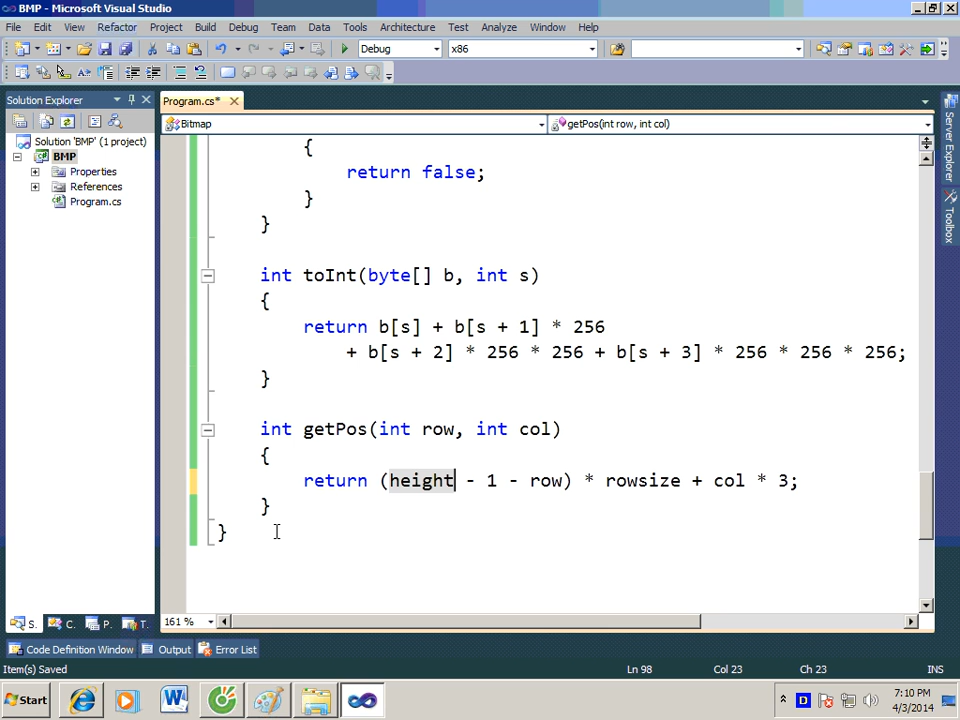 BMP - Microsoft Visual Studio
File Edit View Refactor Project Build Debug Team Data Tools Architecture Test Analyze Window Help
Debug x86
Solution Explorer
Program.cs*
Bitmap
getPos(int row, int col)
Solution 'BMP' (1 project)
BMP
Properties
References
Program.cs
{
return false;
}
}
int toInt(byte[] b, int s)
{
return b[s] + b[s + 1] * 256
+ b[s + 2] * 256 * 256 + b[s + 3] * 256 * 256 * 256;
}
int getPos(int row, int col)
{
return (height - 1 - row) * rowsize + col * 3;
}
}
Server Explorer
Toolbox
S. C. P. T.
161 %
Code Definition Window Output Error List
Item(s) Saved
Ln 98 Col 23 Ch 23 INS
Start
D
7:10 PM
4/3/2014